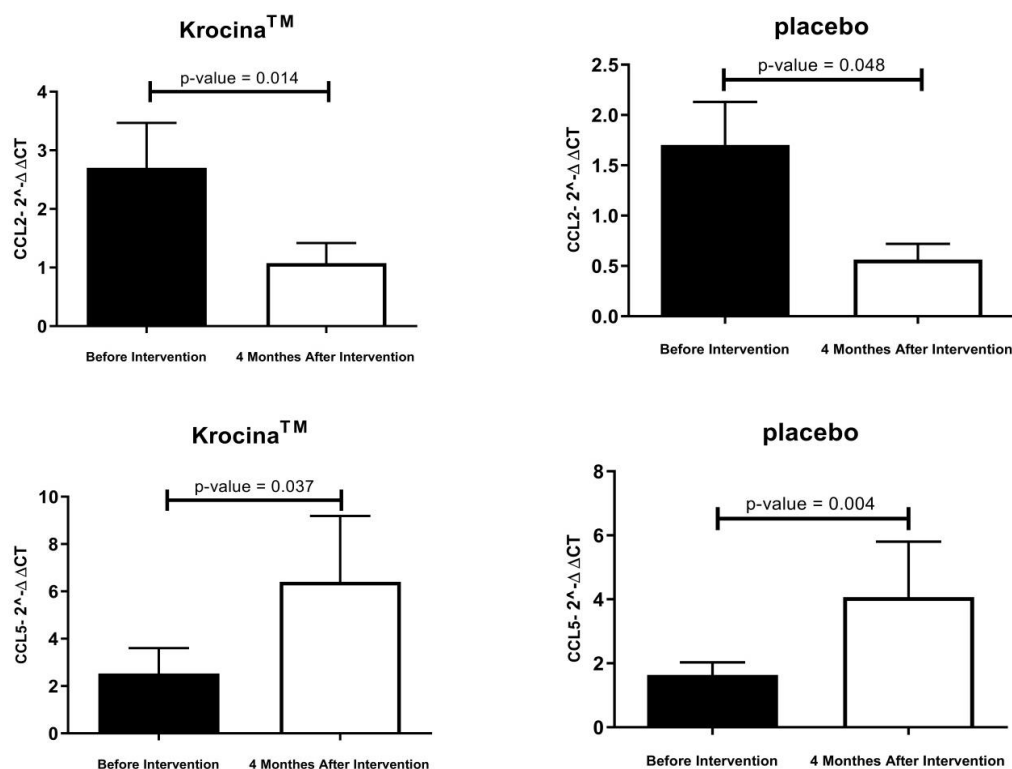 Krocina™
p-value = 0.014
CCL2- 2^-Δ ΔCT
4
3
2
1
0
Before Intervention
4 Monthes After Intervention
placebo
p-value = 0.048
CCL2- 2^-Δ ΔCT
2.5
2.0
1.5
1.0
0.5
0.0
Before Intervention
4 Monthes After Intervention
Krocina™
p-value = 0.037
CCL5- 2^-Δ ΔCT
10
8
6
4
2
0
Before Intervention
4 Monthes After Intervention
placebo
p-value = 0.004
CCL5- 2^-Δ ΔCT
8
6
4
2
0
Before Intervention
4 Monthes After Intervention